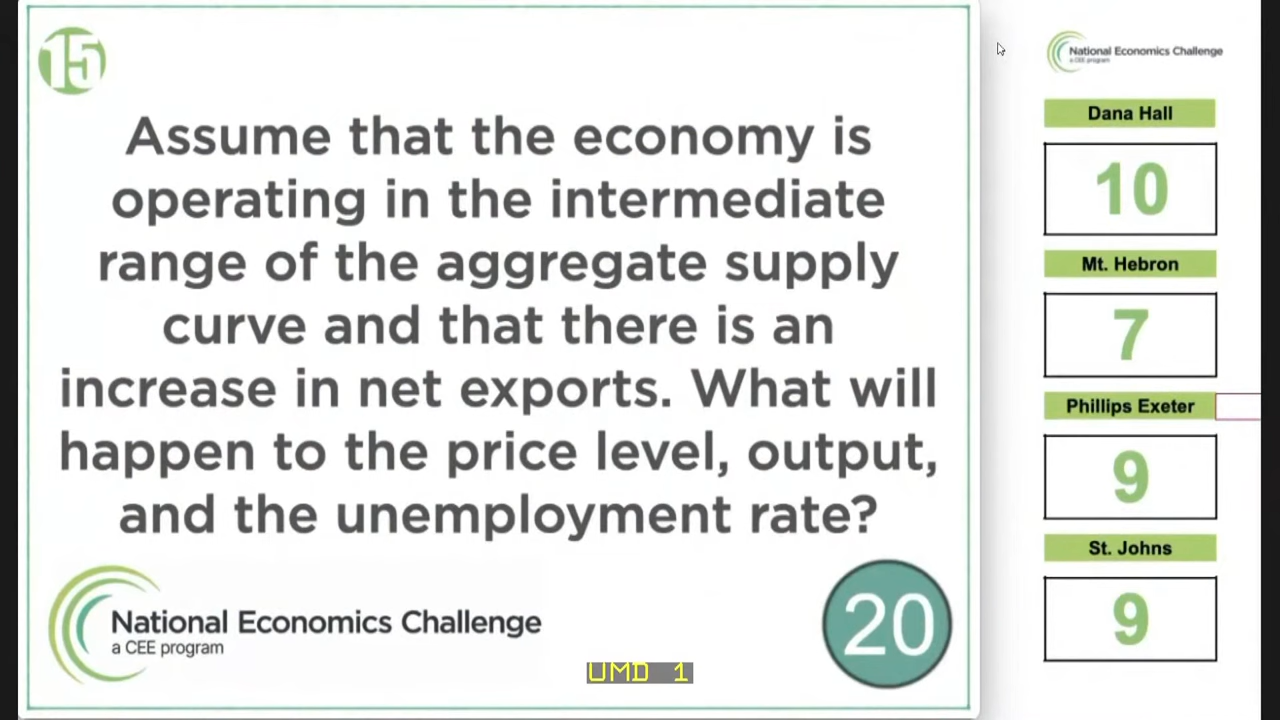 15
Assume that the economy is
operating in the intermediate
range of the aggregate supply
curve and that there is an
increase in net exports. What will
happen to the price level, output,
and the unemployment rate?
National Economics Challenge
a CEE program
20
UMD 1
National Economics Challenge
a CEE program
Dana Hall
10
Mt. Hebron
7
Phillips Exeter
9
St. Johns
9